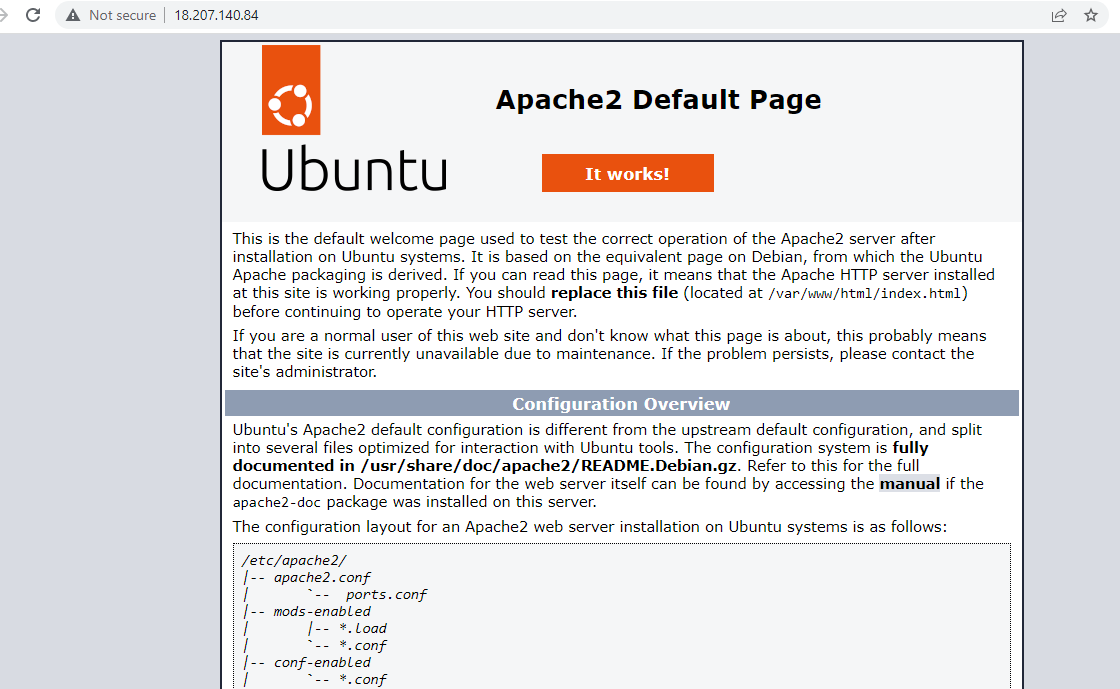 Not secure | 18.207.140.84
Apache2 Default Page
Ubuntu
It works!
This is the default welcome page used to test the correct operation of the Apache2 server after
installation on Ubuntu systems. It is based on the equivalent page on Debian, from which the Ubuntu
Apache packaging is derived. If you can read this page, it means that the Apache HTTP server installed
at this site is working properly. You should replace this file (located at /var/www/html/index.html)
before continuing to operate your HTTP server.
If you are a normal user of this web site and don't know what this page is about, this probably means
that the site is currently unavailable due to maintenance. If the problem persists, please contact the
site's administrator.
Configuration Overview
Ubuntu's Apache2 default configuration is different from the upstream default configuration, and split
into several files optimized for interaction with Ubuntu tools. The configuration system is fully
documented in /usr/share/doc/apache2/README.Debian.gz. Refer to this for the full
documentation. Documentation for the web server itself can be found by accessing the manual if the
apache2-doc package was installed on this server.
The configuration layout for an Apache2 web server installation on Ubuntu systems is as follows:
/etc/apache2/
|-- apache2.conf
|       `--  ports.conf
|-- mods-enabled
|       |-- *.load
|       `-- *.conf
|-- conf-enabled
|       `-- *.conf